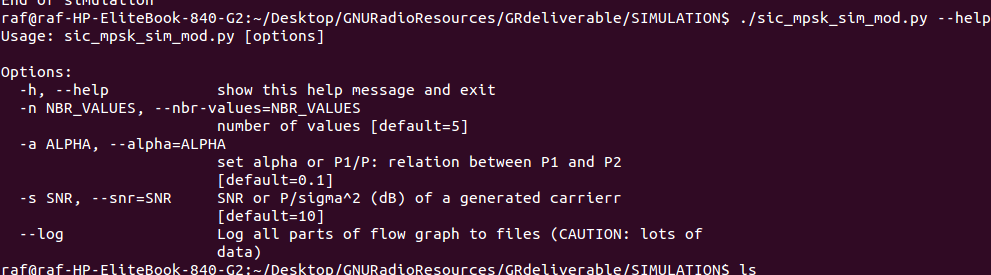 End of simulation
raf@raf-HP-EliteBook-840-G2:~/Desktop/GNURadioResources/GRdeliverable/SIMULATION$ ./sic_mpsk_sim_mod.py --help
Usage: sic_mpsk_sim_mod.py [options]
Options:
-h, --help show this help message and exit
-n NBR_VALUES, --nbr-values=NBR_VALUES
number of values [default=5]
-a ALPHA, --alpha=ALPHA
set alpha or P1/P: relation between P1 and P2
[default=0.1]
-s SNR, --snr=SNR SNR or P/sigma^2 (dB) of a generated carrierr
[default=10]
--log Log all parts of flow graph to files (CAUTION: lots of
data)
raf@raf-HP-EliteBook-840-G2:~/Desktop/GNURadioResources/GRdeliverable/SIMULATION$ ls